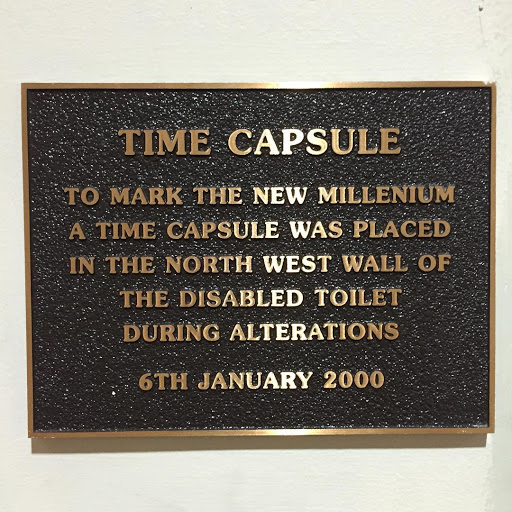 TIME CAPSULE
TO MARK THE NEW MILLENIUM
A TIME CAPSULE WAS PLACED
IN THE NORTH WEST WALL OF
THE DISABLED TOILET
DURING ALTERATIONS
6TH JANUARY 2000